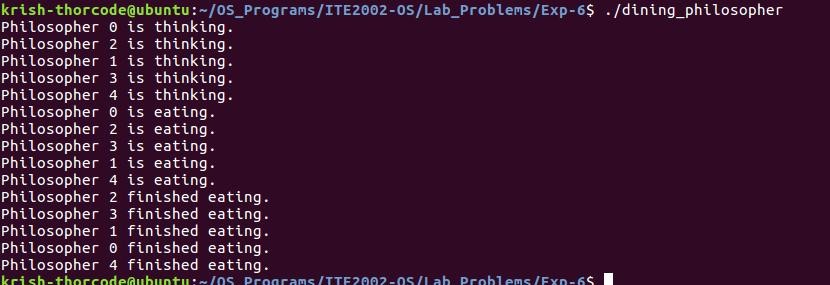 krish-thorcode@ubuntu:~/OS_Programs/ITE2002-OS/Lab_Problems/Exp-6$ ./dining_philosopher
Philosopher 0 is thinking.
Philosopher 2 is thinking.
Philosopher 1 is thinking.
Philosopher 3 is thinking.
Philosopher 4 is thinking.
Philosopher 0 is eating.
Philosopher 2 is eating.
Philosopher 3 is eating.
Philosopher 1 is eating.
Philosopher 4 is eating.
Philosopher 2 finished eating.
Philosopher 3 finished eating.
Philosopher 1 finished eating.
Philosopher 0 finished eating.
Philosopher 4 finished eating.
krish-thorcode@ubuntu:~/OS_Programs/ITE2002-OS/Lab_Problems/Exp-6$